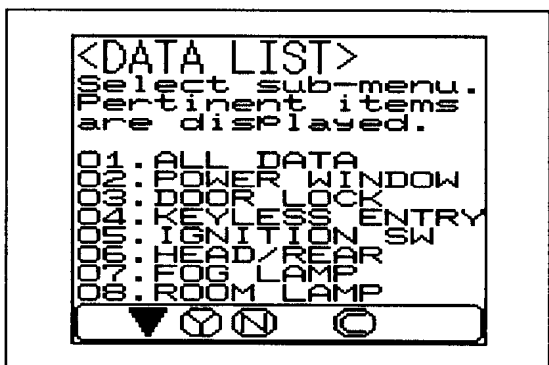 <DATA LIST>
Select sub-menu.
Pertinent items
are displayed.
01.ALL DATA
02.POWER WINDOW
03.DOOR LOCK
04.KEYLESS ENTRY
05.IGNITION SW
06.HEAD/REAR
07.FOG LAMP
08.ROOM LAMP
Y N C